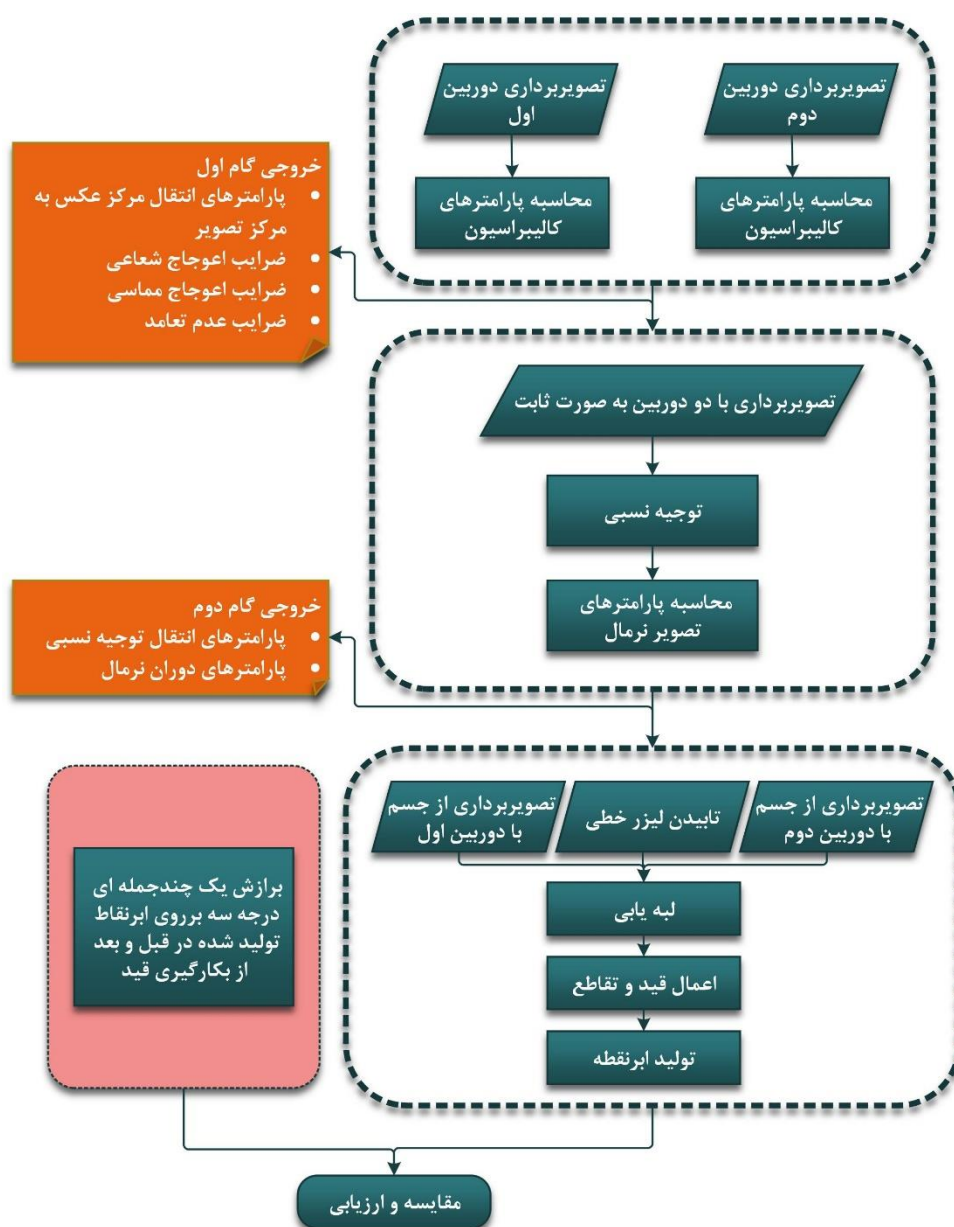 تصویربرداری دوربین
دوم
تصویربرداری دوربین
اول
محاسبه پارامترهای
کالیبراسیون
محاسبه پارامترهای
کالیبراسیون
خروجی گام اول
• پارامترهای انتقال مرکز عکس به
مرکز تصویر
• ضرایب اعوجاج شعاعی
• ضرایب اعوجاج مماسی
• ضرایب عدم تعامد
تصویربرداری با دو دوربین به صورت ثابت
توجیه نسبی
محاسبه پارامترهای
تصویر نرمال
خروجی گام دوم
• پارامترهای انتقال توجیه نسبی
• پارامترهای دوران نرمال
تصویربرداری از جسم
با دوربین دوم
تابیدن لیزر خطی
تصویربرداری از جسم
با دوربین اول
لبه یابی
اعمال قید و تقاطع
تولید ابرنقطه
برازش یک چندجمله ای
درجه سه برروی ابرنقاط
تولید شده در قبل و بعد
از بکارگیری قید
مقایسه و ارزیابی